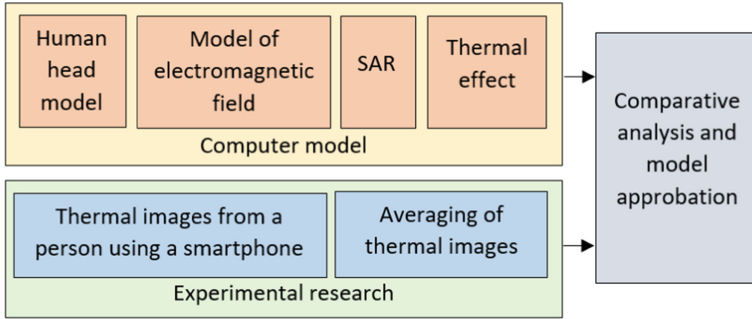 Human
head
model
Model of
electromagnetic
field
SAR
Thermal
effect
Computer model
Thermal images from a
person using a smartphone
Averaging of
thermal images
Experimental research
Comparative
analysis and
model
approbation